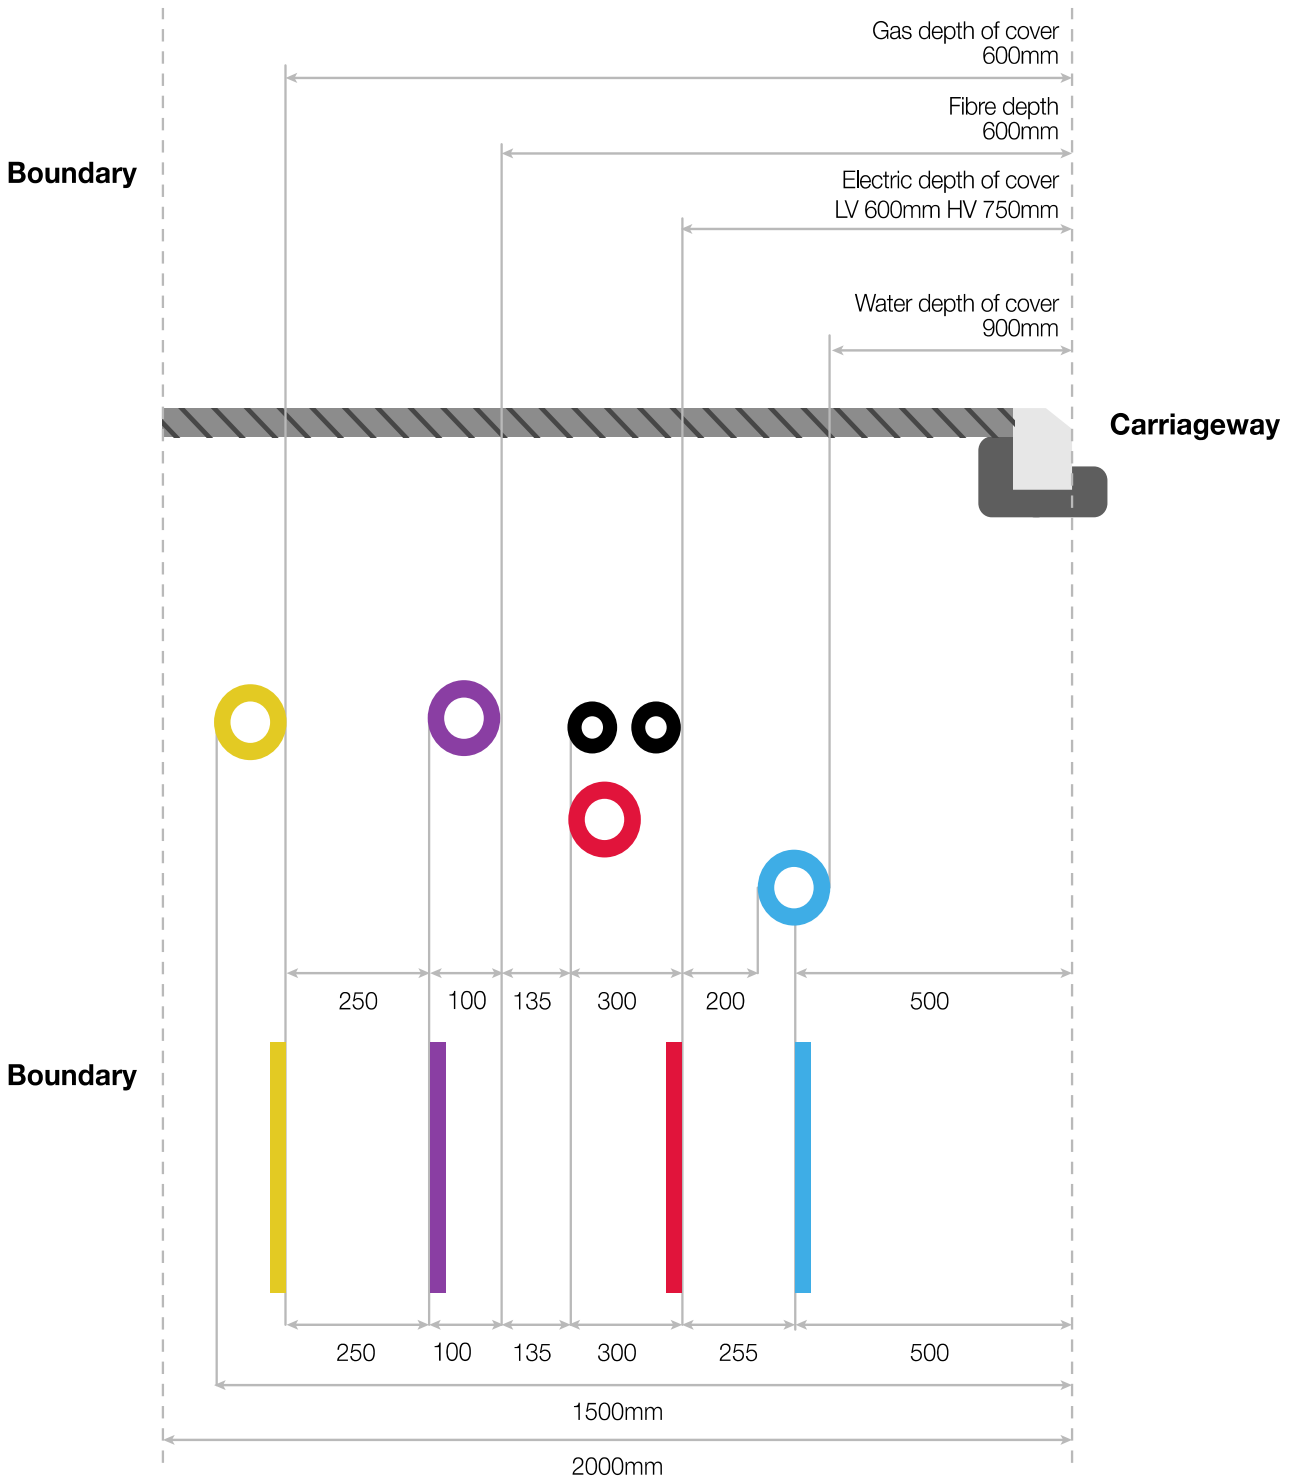 Gas depth of cover
600mm
Fibre depth
600mm
Boundary
Electric depth of cover
LV 600mm HV 750mm
Water depth of cover
900mm
Carriageway
250 100 135 300 200 500
Boundary
250 100 135 300 255 500
1500mm
2000mm